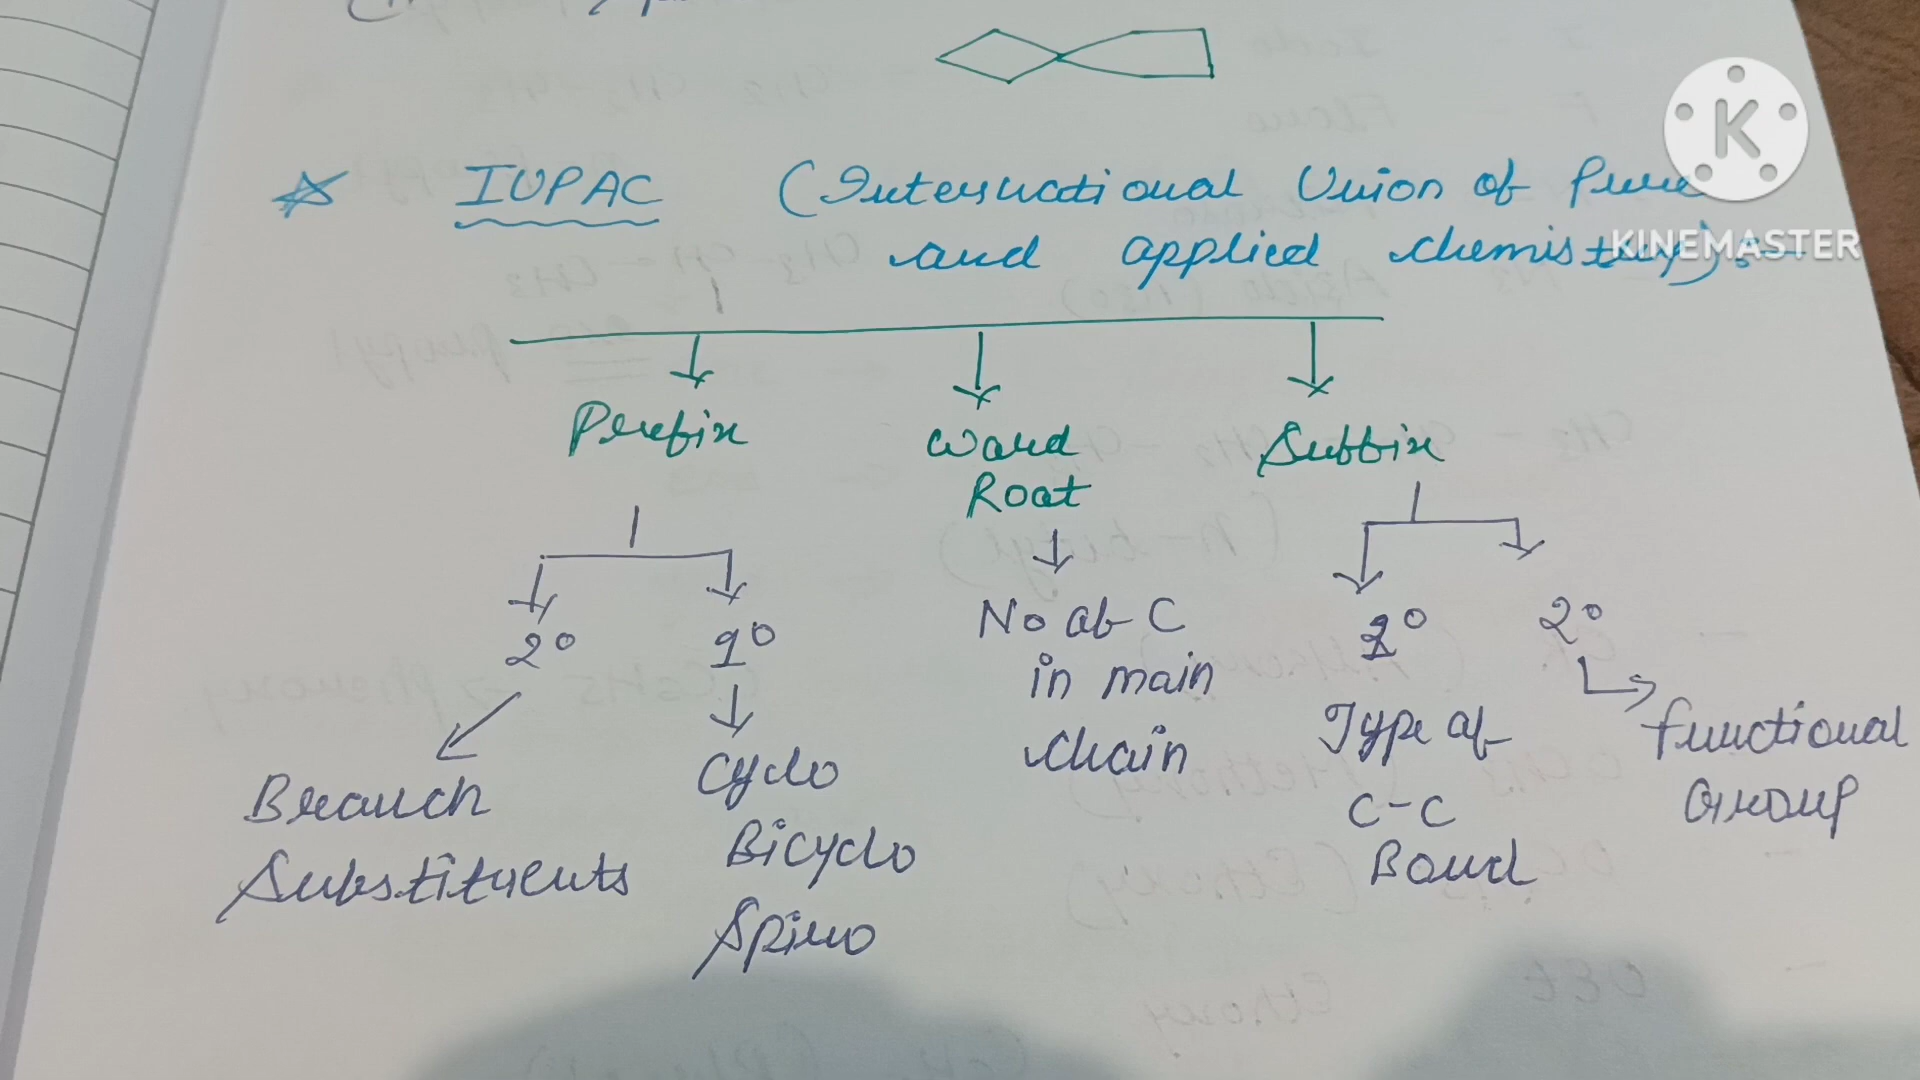 IUPAC (International Union of Pure
and applied chemistry):-
Prefix
Word
Root
Suffix
2° 1°
No of C
in main
chain
1° 2°
Branch
Substituents
Cyclo
Bicyclo
Spiro
Type of
C-C
Bond
functional
Group
K
KINEMASTER